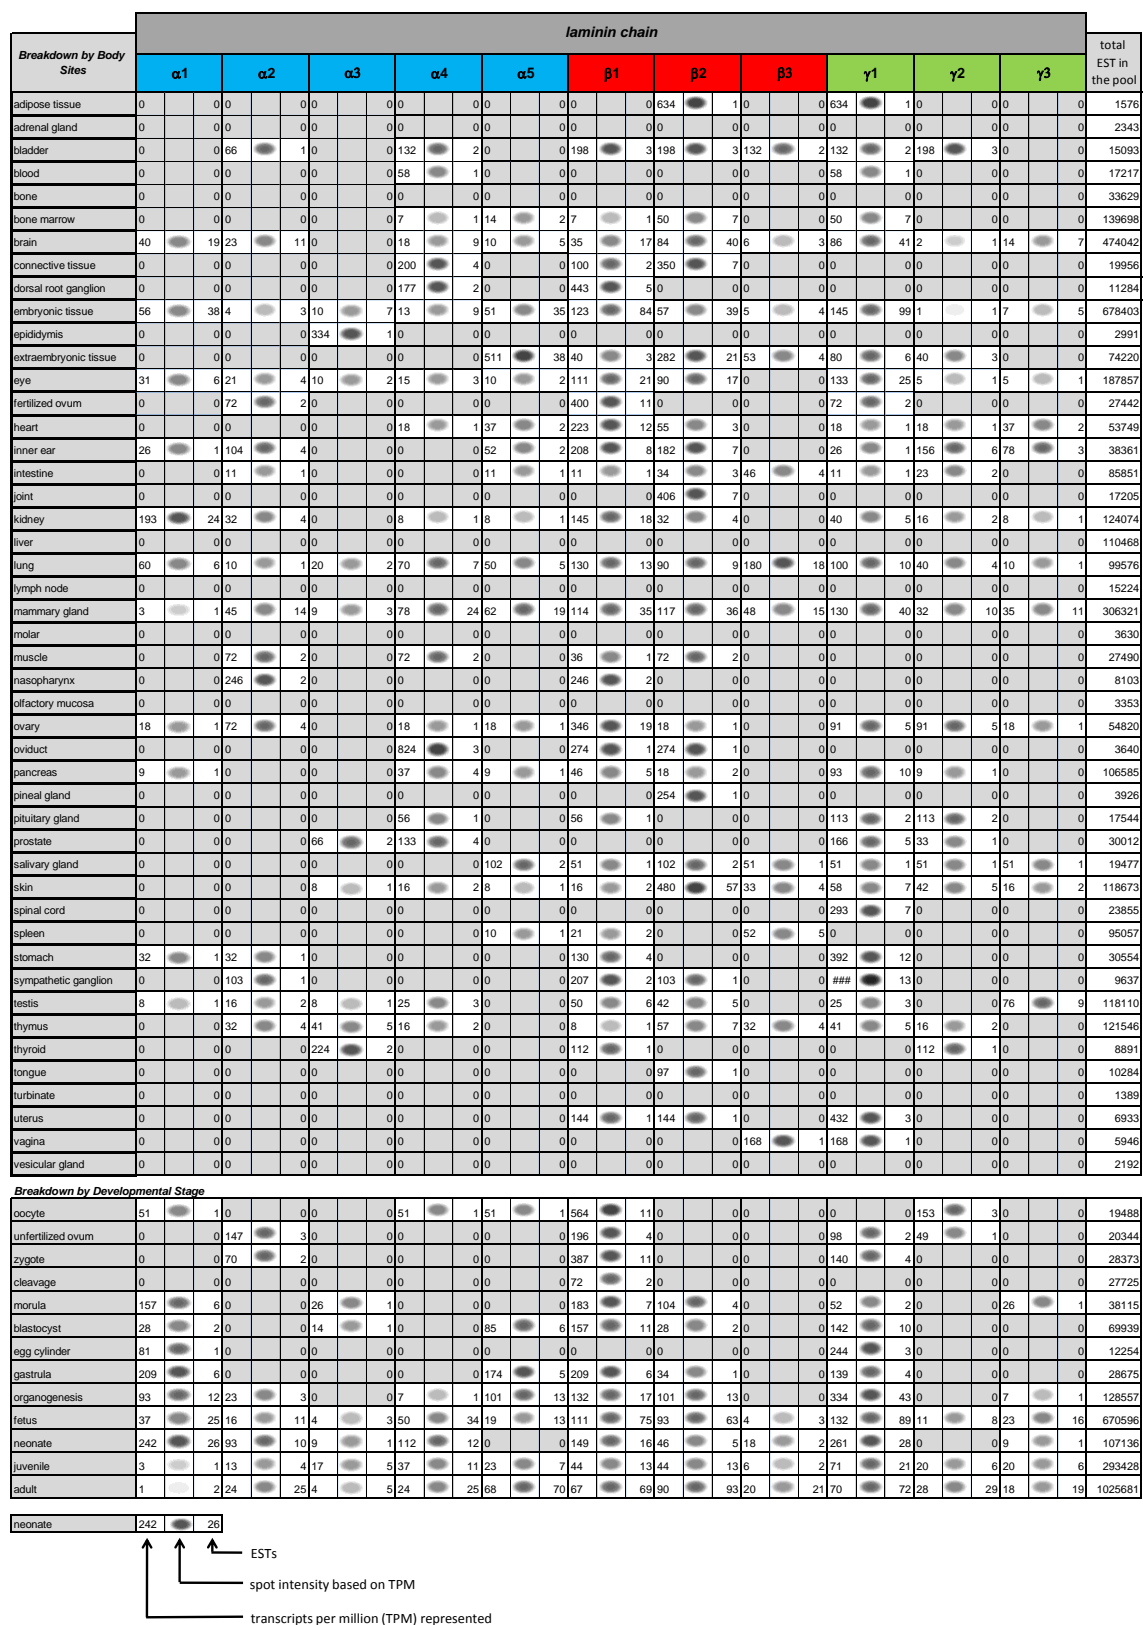 laminin chain
Breakdown by Body Sites α1 α2 α3 α4 α5 β1 β2 β3 γ1 γ2 γ3 total EST in the pool
adipose tissue 0 0 0 0 0 0 0 0 0 0 0 0 634 1 0 0 634 1 0 0 0 0 1576
adrenal gland 0 0 0 0 0 0 0 0 0 0 0 0 0 0 0 0 0 0 0 0 0 0 2343
bladder 0 0 66 1 0 0 132 2 0 0 198 3 198 3 132 2 132 2 198 3 0 0 15093
blood 0 0 0 0 0 0 58 1 0 0 0 0 0 0 0 0 58 1 0 0 0 0 17217
bone 0 0 0 0 0 0 0 0 0 0 0 0 0 0 0 0 0 0 0 0 0 0 33629
bone marrow 0 0 0 0 0 0 7 1 14 2 7 1 50 7 0 0 50 7 0 0 0 0 139698
brain 40 19 23 11 0 0 18 9 10 5 35 17 84 40 6 3 86 41 2 1 14 7 474042
connective tissue 0 0 0 0 0 0 200 4 0 0 100 2 350 7 0 0 0 0 0 0 0 0 19956
dorsal root ganglion 0 0 0 0 0 0 177 2 0 0 443 5 0 0 0 0 0 0 0 0 0 0 11284
embryonic tissue 56 38 4 3 10 7 13 9 51 35 123 84 57 39 5 4 145 99 1 1 7 5 678403
epididymis 0 0 0 0 334 1 0 0 0 0 0 0 0 0 0 0 0 0 0 0 0 0 2991
extraembryonic tissue 0 0 0 0 0 0 0 0 511 38 40 3 282 21 53 4 80 6 40 3 0 0 74220
eye 31 6 21 4 10 2 15 3 10 2 111 21 90 17 0 0 133 25 5 1 5 1 187857
fertilized ovum 0 0 72 2 0 0 0 0 0 0 400 11 0 0 0 0 72 2 0 0 0 0 27442
heart 0 0 0 0 0 0 18 1 37 2 223 12 55 3 0 0 18 1 18 1 37 2 53749
inner ear 26 1 104 4 0 0 0 0 52 2 208 8 182 7 0 0 26 1 156 6 78 3 38361
intestine 0 0 11 1 0 0 0 0 11 1 11 1 34 3 46 4 11 1 23 2 0 0 85851
joint 0 0 0 0 0 0 0 0 0 0 0 0 406 7 0 0 0 0 0 0 0 0 17205
kidney 193 24 32 4 0 0 8 1 8 1 145 18 32 4 0 0 40 5 16 2 8 1 124074
liver 0 0 0 0 0 0 0 0 0 0 0 0 0 0 0 0 0 0 0 0 0 0 110468
lung 60 6 10 1 20 2 70 7 50 5 130 13 90 9 180 18 100 10 40 4 10 1 99576
lymph node 0 0 0 0 0 0 0 0 0 0 0 0 0 0 0 0 0 0 0 0 0 0 15224
mammary gland 3 1 45 14 9 3 78 24 62 19 114 35 117 36 48 15 130 40 32 10 35 11 306321
molar 0 0 0 0 0 0 0 0 0 0 0 0 0 0 0 0 0 0 0 0 0 0 3630
muscle 0 0 72 2 0 0 72 2 0 0 36 1 72 2 0 0 0 0 0 0 0 0 27490
nasopharynx 0 0 246 2 0 0 0 0 0 0 246 2 0 0 0 0 0 0 0 0 0 0 8103
olfactory mucosa 0 0 0 0 0 0 0 0 0 0 0 0 0 0 0 0 0 0 0 0 0 0 3353
ovary 18 1 72 4 0 0 18 1 18 1 346 19 18 1 0 0 91 5 91 5 18 1 54820
oviduct 0 0 0 0 0 0 824 3 0 0 274 1 274 1 0 0 0 0 0 0 0 0 3640
pancreas 9 1 0 0 0 0 37 4 9 1 46 5 18 2 0 0 93 10 9 1 0 0 106585
pineal gland 0 0 0 0 0 0 0 0 0 0 0 0 254 1 0 0 0 0 0 0 0 0 3926
pituitary gland 0 0 0 0 0 0 56 1 0 0 56 1 0 0 0 0 113 2 113 2 0 0 17544
prostate 0 0 0 0 66 2 133 4 0 0 0 0 0 0 0 0 166 5 33 1 0 0 30012
salivary gland 0 0 0 0 0 0 0 0 102 2 51 1 102 2 51 1 51 1 51 1 51 1 19477
skin 0 0 0 0 8 1 16 2 8 1 16 2 480 57 33 4 58 7 42 5 16 2 118673
spinal cord 0 0 0 0 0 0 0 0 0 0 0 0 0 0 0 0 293 7 0 0 0 0 23855
spleen 0 0 0 0 0 0 0 0 10 1 21 2 0 0 52 5 0 0 0 0 0 0 95057
stomach 32 1 32 1 0 0 0 0 0 0 130 4 0 0 0 0 392 12 0 0 0 0 30554
sympathetic ganglion 0 0 103 1 0 0 0 0 0 0 207 2 103 1 0 0 ### 13 0 0 0 0 9637
testis 8 1 16 2 8 1 25 3 0 0 50 6 42 5 0 0 25 3 0 0 76 9 118110
thymus 0 0 32 4 41 5 16 2 0 0 8 1 57 7 32 4 41 5 16 2 0 0 121546
thyroid 0 0 0 0 224 2 0 0 0 0 112 1 0 0 0 0 0 0 112 1 0 0 8891
tongue 0 0 0 0 0 0 0 0 0 0 0 0 97 1 0 0 0 0 0 0 0 0 10284
turbinate 0 0 0 0 0 0 0 0 0 0 0 0 0 0 0 0 0 0 0 0 0 0 1389
uterus 0 0 0 0 0 0 0 0 0 0 144 1 144 1 0 0 432 3 0 0 0 0 6933
vagina 0 0 0 0 0 0 0 0 0 0 0 0 0 0 168 1 168 1 0 0 0 0 5946
vesicular gland 0 0 0 0 0 0 0 0 0 0 0 0 0 0 0 0 0 0 0 0 0 0 2192
Breakdown by Developmental Stage
oocyte 51 1 0 0 0 0 51 1 51 1 564 11 0 0 0 0 0 0 153 3 0 0 19488
unfertilized ovum 0 0 147 3 0 0 0 0 0 0 196 4 0 0 0 0 98 2 49 1 0 0 20344
zygote 0 0 70 2 0 0 0 0 0 0 387 11 0 0 0 0 140 4 0 0 0 0 28373
cleavage 0 0 0 0 0 0 0 0 0 0 72 2 0 0 0 0 0 0 0 0 0 0 27725
morula 157 6 0 0 26 1 0 0 0 0 183 7 104 4 0 0 52 2 0 0 26 1 38115
blastocyst 28 2 0 0 14 1 0 0 85 6 157 11 28 2 0 0 142 10 0 0 0 0 69939
egg cylinder 81 1 0 0 0 0 0 0 0 0 0 0 0 0 0 0 244 3 0 0 0 0 12254
gastrula 209 6 0 0 0 0 0 0 174 5 209 6 34 1 0 0 139 4 0 0 0 0 28675
organogenesis 93 12 23 3 0 0 7 1 101 13 132 17 101 13 0 0 334 43 0 0 7 1 128557
fetus 37 25 16 11 4 3 50 34 19 13 111 75 93 63 4 3 132 89 11 8 23 16 670596
neonate 242 26 93 10 9 1 112 12 0 0 149 16 46 5 18 2 261 28 0 0 9 1 107136
juvenile 3 1 13 4 17 5 37 11 23 7 44 13 44 13 6 2 71 21 20 6 20 6 293428
adult 1 2 24 25 4 5 24 25 68 70 67 69 90 93 20 21 70 72 28 29 18 19 1025681
neonate 242 26
ESTs
spot intensity based on TPM
transcripts per million (TPM) represented